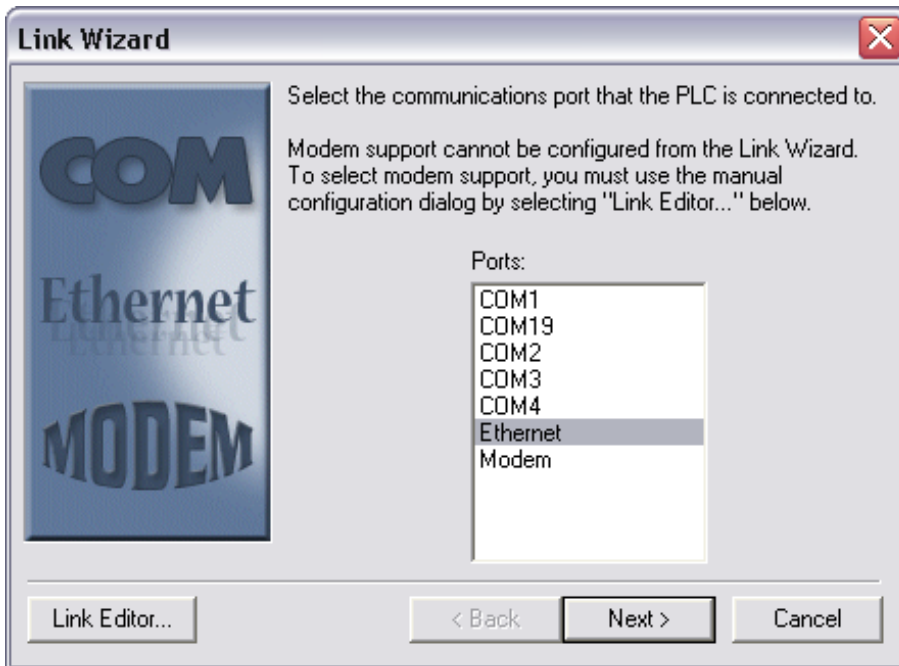 Link Wizard
COM
Ethernet
Ethernet
MODEM
Select the communications port that the PLC is connected to.
Modem support cannot be configured from the Link Wizard.
To select modem support, you must use the manual
configuration dialog by selecting "Link Editor..." below.
Ports:
COM1
COM19
COM2
COM3
COM4
Ethernet
Modem
Link Editor...
< Back
Next >
Cancel